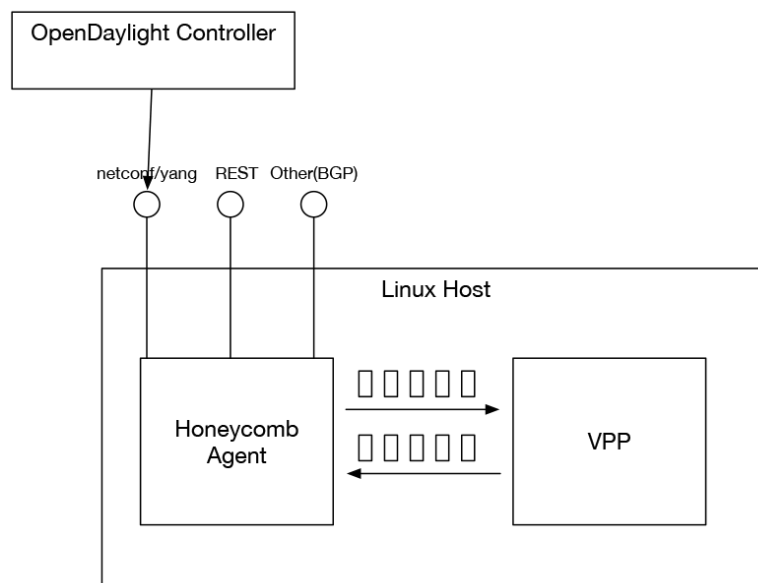 OpenDaylight Controller
netconf/yang REST Other(BGP)
Linux Host
Honeycomb
Agent
VPP